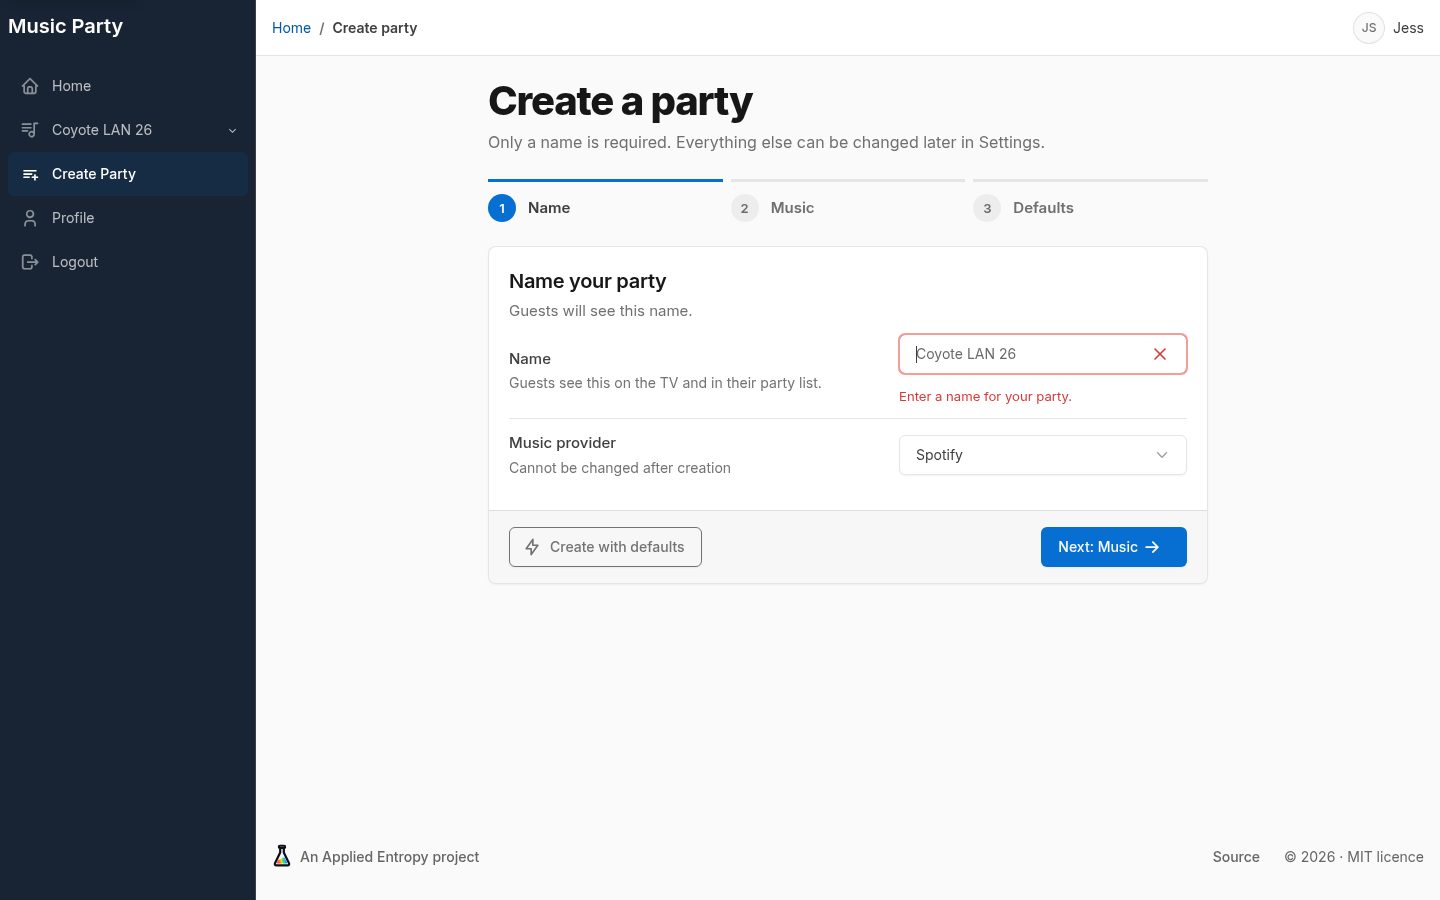 Music Party
Home
Coyote LAN 26
Create Party
Profile
Logout
Home / Create party
JS Jess
Create a party
Only a name is required. Everything else can be changed later in Settings.
1 Name
2 Music
3 Defaults
Name your party
Guests will see this name.
Name
Guests see this on the TV and in their party list.
Coyote LAN 26
Enter a name for your party.
Music provider
Cannot be changed after creation
Spotify
Create with defaults
Next: Music
An Applied Entropy project
Source
© 2026 · MIT licence